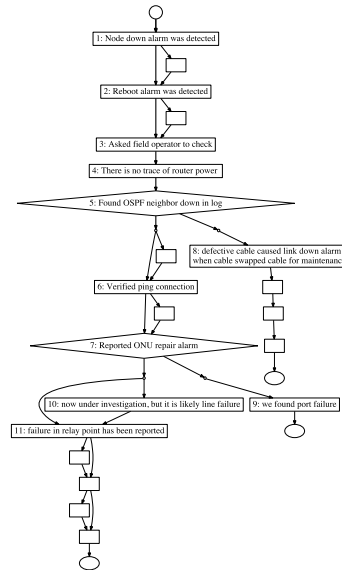 1: Node down alarm was detected
2: Reboot alarm was detected
3: Asked field operator to check
4: There is no trace of router power
5: Found OSPF neighbor down in log
8: defective cable caused link down alarm
when cable swapped cable for maintenance
6: Verified ping connection
7: Reported ONU repair alarm
10: now under investigation, but it is likely line failure
9: we found port failure
11: failure in relay point has been reported